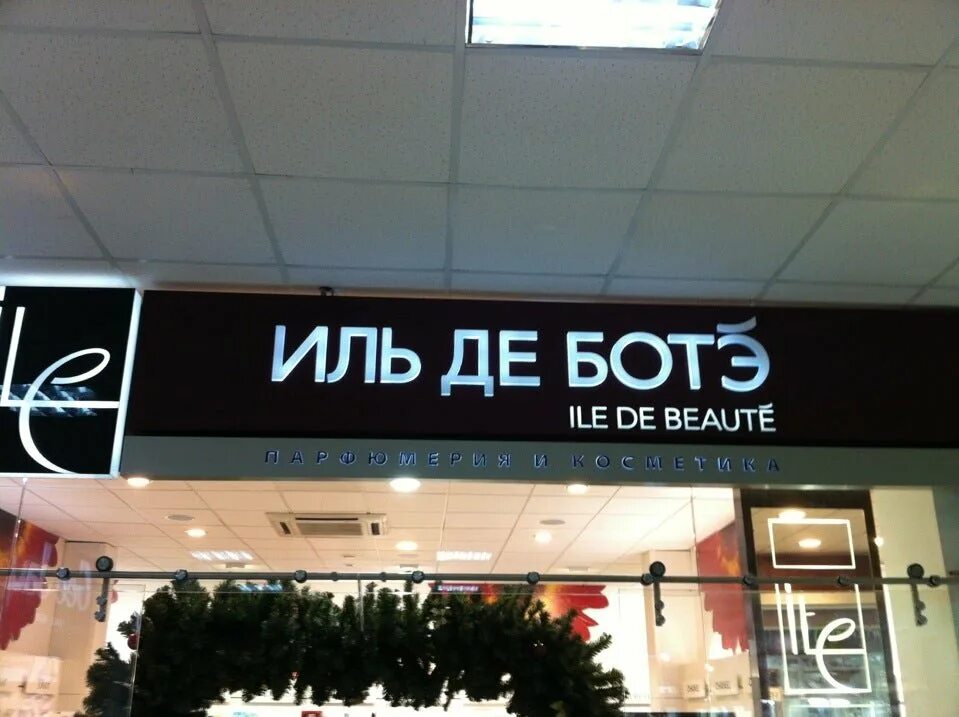 ile
ИЛЬ ДЕ БОТЭ
ILE DE BEAUTÉ
ПАРФЮМЕРИЯ И КОСМЕТИКА
ile